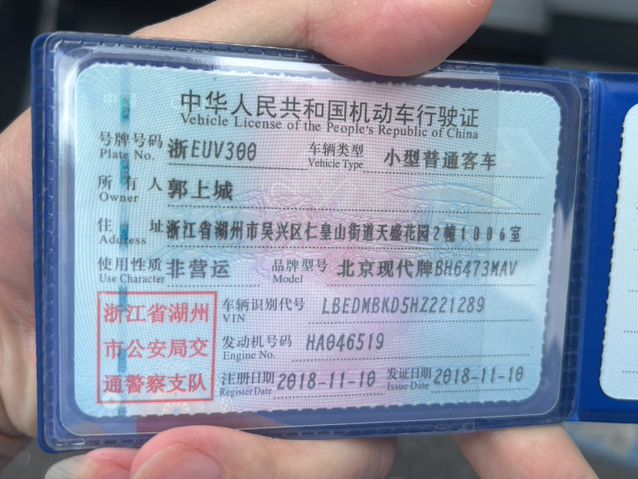 中华人民共和国机动车行驶证
Vehicle License of the People's Republic of China
号牌号码 浙EUV300 车辆类型 小型普通客车
Plate No. Vehicle Type
所有人 郭上城
Owner
住址 浙江省湖州市吴兴区仁皇山街道天盛花园2幢1006室
Address
使用性质 非营运 品牌型号 北京现代牌BH6473MAV
Use Character Model
浙江省湖州
市公安局交
通警察支队
车辆识别代号 LBEDMBKD5HZ221289
VIN
发动机号码 HA046519
Engine No.
注册日期 2018-11-10 发证日期 2018-11-10
Register Date Issue Date